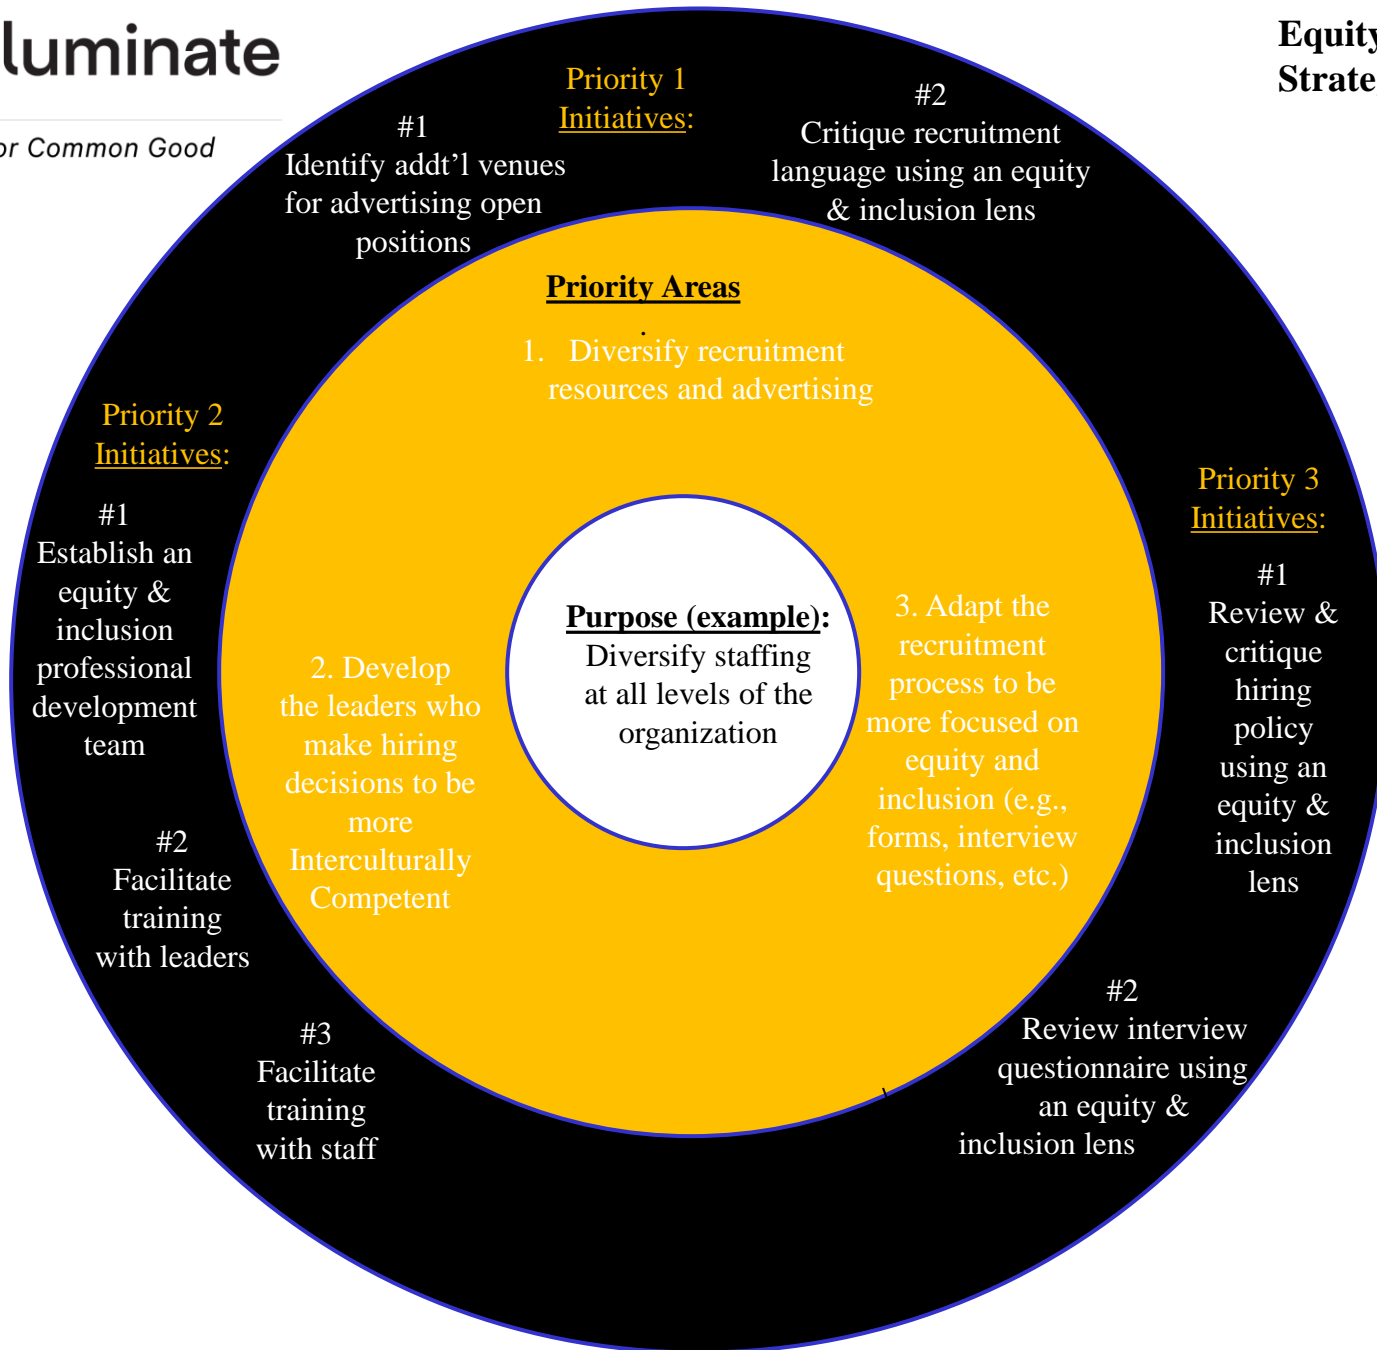 luminate
or Common Good
Equity
Strate
Priority 1
Initiatives:
#1
Identify addt’l venues
for advertising open
positions
#2
Critique recruitment
language using an equity
& inclusion lens
Priority Areas
.
1. Diversify recruitment
resources and advertising
Priority 2
Initiatives:
#1
Establish an
equity &
inclusion
professional
development
team
#2
Facilitate
training
with leaders
#3
Facilitate
training
with staff
2. Develop
the leaders who
make hiring
decisions to be
more
Interculturally
Competent
Purpose (example):
Diversify staffing
at all levels of the
organization
3. Adapt the
recruitment
process to be
more focused on
equity and
inclusion (e.g.,
forms, interview
questions, etc.)
Priority 3
Initiatives:
#1
Review &
critique
hiring
policy
using an
equity &
inclusion
lens
#2
Review interview
questionnaire using
an equity &
inclusion lens